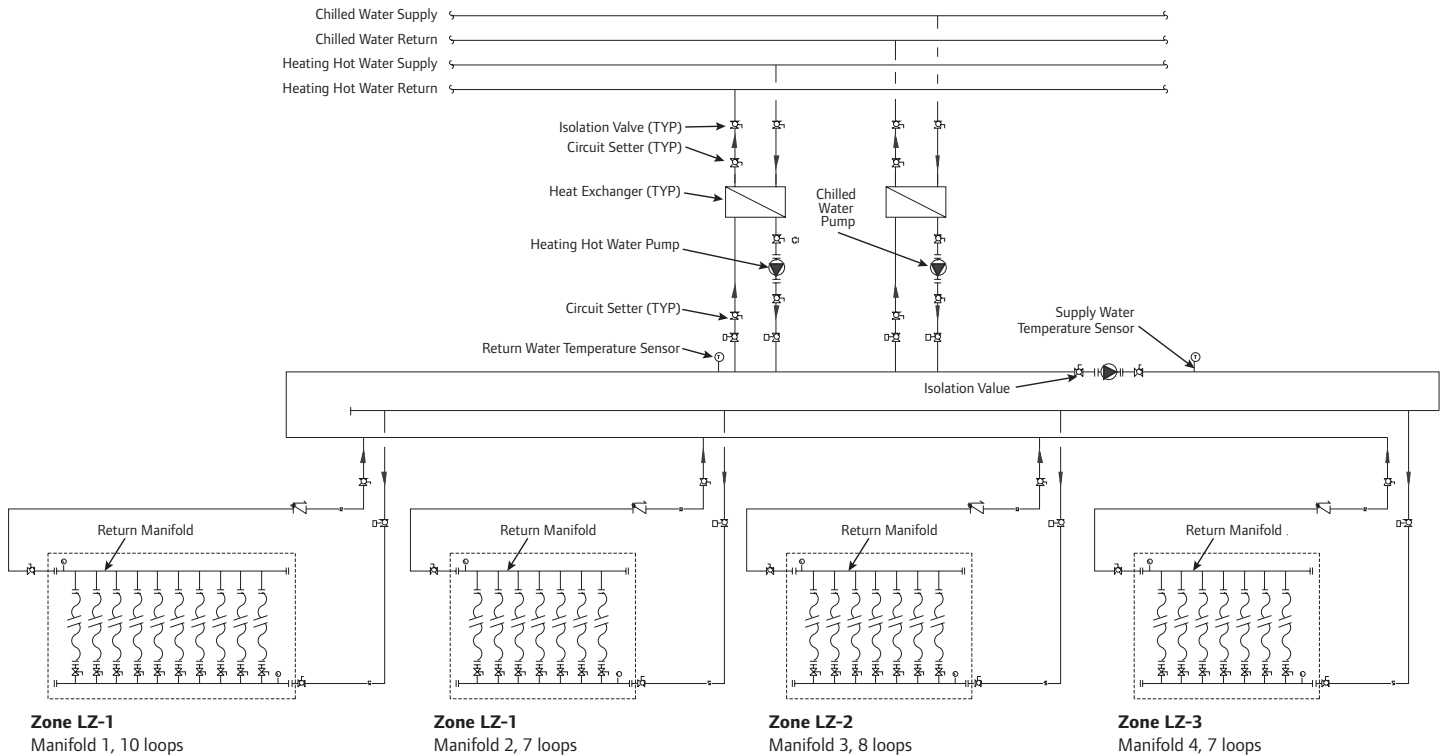 Chilled Water Supply
Chilled Water Return
Heating Hot Water Supply
Heating Hot Water Return
Isolation Valve (TYP)
Circuit Setter (TYP)
Heat Exchanger (TYP)
Chilled
Water
Pump
Heating Hot Water Pump
Circuit Setter (TYP)
Supply Water
Temperature Sensor
Return Water Temperature Sensor
T
T
Isolation Value
Return Manifold
Return Manifold
Return Manifold
Return Manifold .
Zone LZ-1
Manifold 1, 10 loops
Zone LZ-1
Manifold 2, 7 loops
Zone LZ-2
Manifold 3, 8 loops
Zone LZ-3
Manifold 4, 7 loops